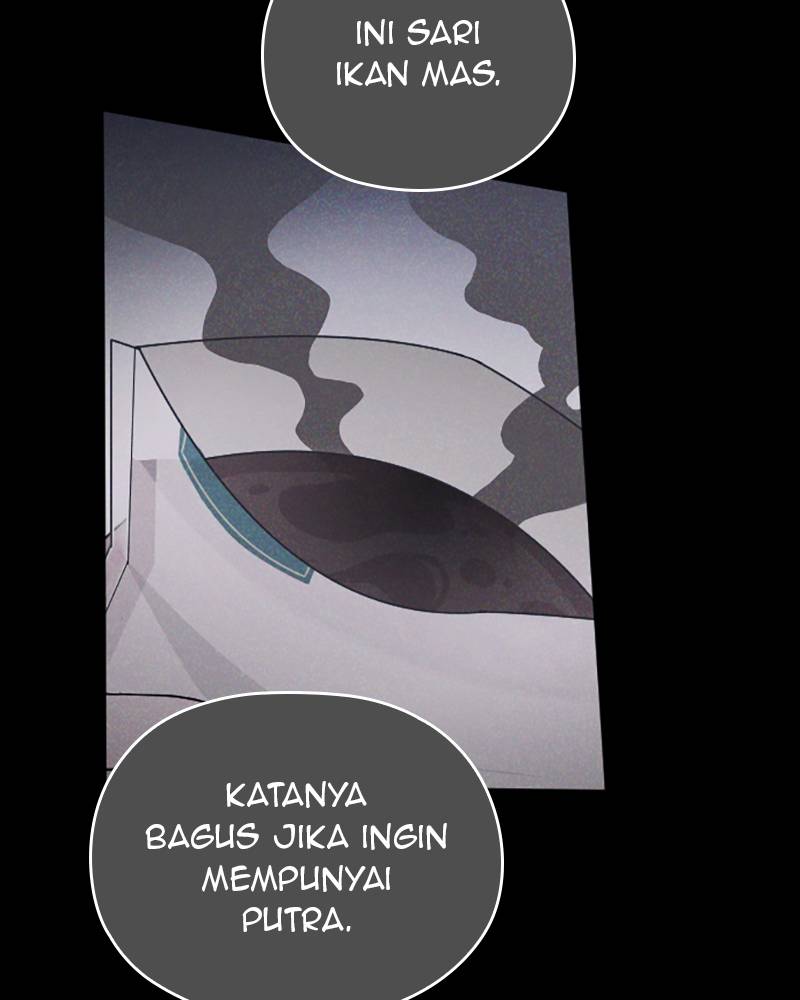 INI SARI
IKAN MAS.
KATANYA
BAGUS JIKA INGIN
MEMPUNYAI
PUTRA.